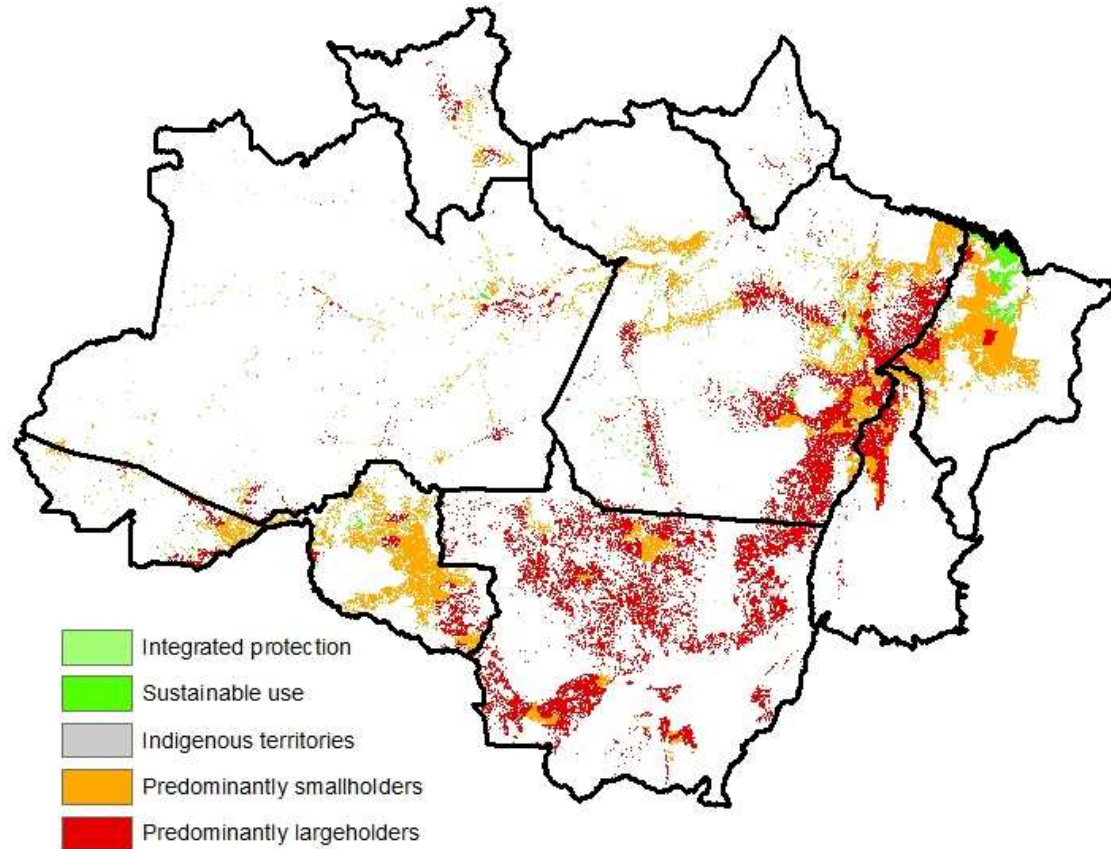 Integrated protection
Sustainable use
Indigenous territories
Predominantly smallholders
Predominantly largeholders